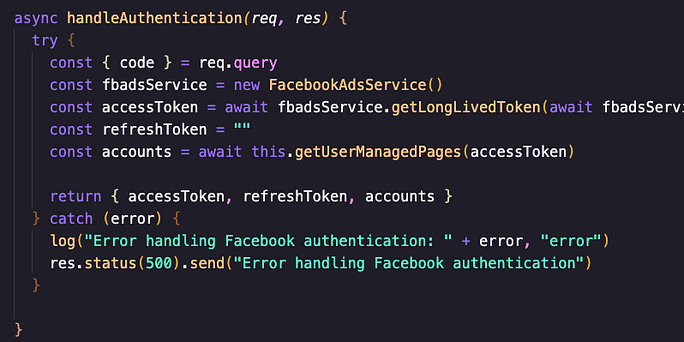 async handleAuthentication(req, res) {
try {
const { code } = req.query
const fbadsService = new FacebookAdsService()
const accessToken = await fbadsService.getLongLivedToken(await fbadsServi
const refreshToken = ""
const accounts = await this.getUserManagedPages(accessToken)
return { accessToken, refreshToken, accounts }
} catch (error) {
log("Error handling Facebook authentication: " + error, "error")
res.status(500).send("Error handling Facebook authentication")
}
}